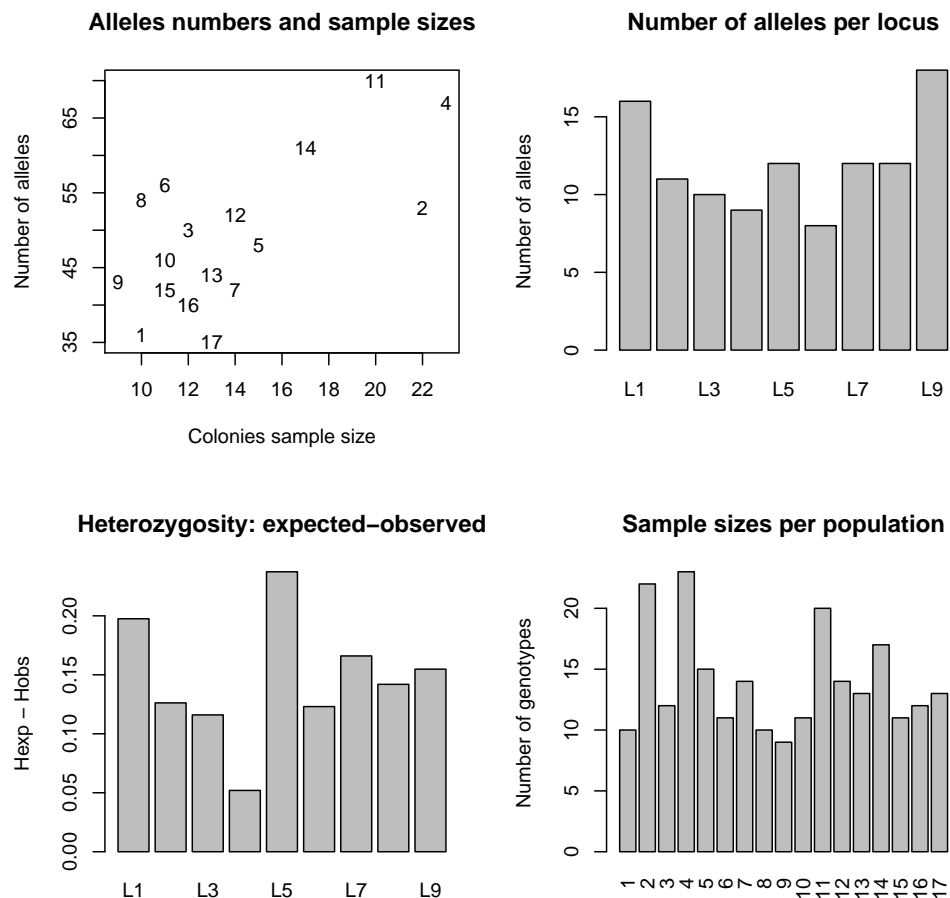 Alleles numbers and sample sizes
Number of alleles
65
55
45
35
11
4
14
6
8
2
12
3
5
10
13
9
15
7
16
1
17
10 12 14 16 18 20 22
Colonies sample size
Number of alleles per locus
Number of alleles
15
10
5
0
L1 L3 L5 L7 L9
Heterozygosity: expected−observed
Hexp − Hobs
0.20
0.15
0.10
0.05
0.00
L1 L3 L5 L7 L9
Sample sizes per population
Number of genotypes
20
15
10
5
0
1 2 3 4 5 6 7 8 9 10 11 12 13 14 15 16 17